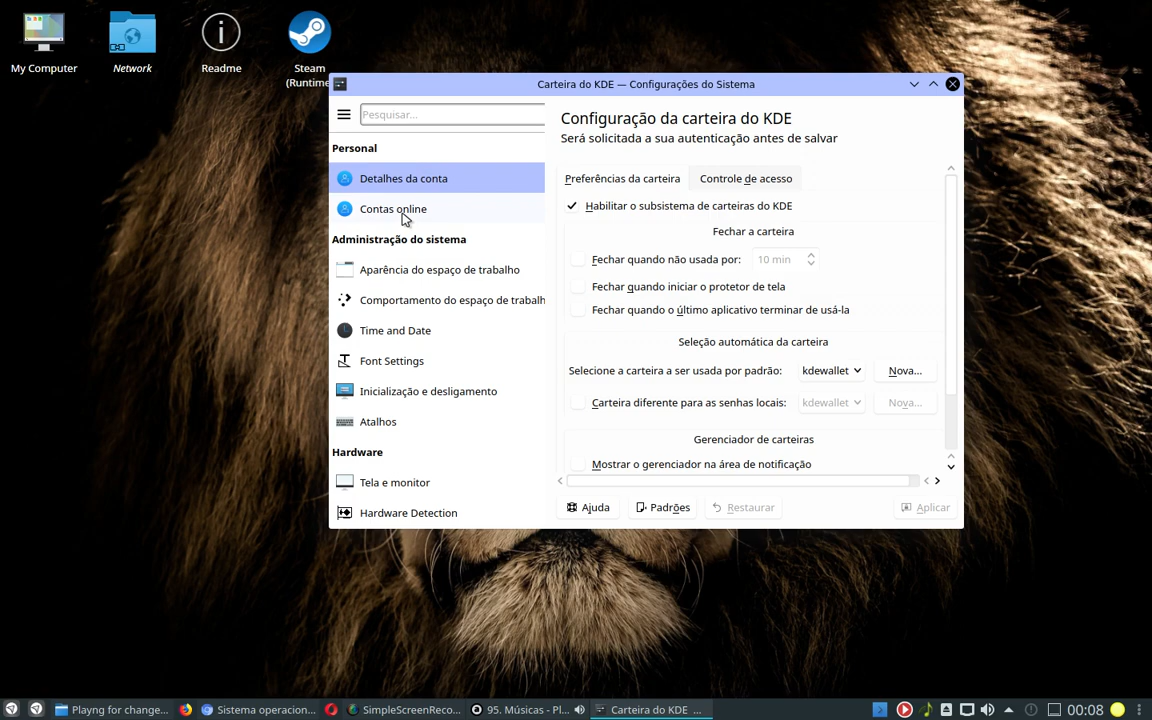 My Computer
Network
Readme
Steam
(Runtime
Carteira do KDE — Configurações do Sistema
Pesquisar...
Personal
Detalhes da conta
Contas online
Administração do sistema
Aparência do espaço de trabalho
Comportamento do espaço de trabalh
Time and Date
Font Settings
Inicialização e desligamento
Atalhos
Hardware
Tela e monitor
Hardware Detection
Configuração da carteira do KDE
Será solicitada a sua autenticação antes de salvar
Preferências da carteira
Controle de acesso
Habilitar o subsistema de carteiras do KDE
Fechar a carteira
Fechar quando não usada por: 10 min
Fechar quando iniciar o protetor de tela
Fechar quando o último aplicativo terminar de usá-la
Seleção automática da carteira
Selecione a carteira a ser usada por padrão: kdewallet Nova...
Carteira diferente para as senhas locais: kdewallet Nova...
Gerenciador de carteiras
Mostrar o gerenciador na área de notificação
Ajuda
Padrões
Restaurar
Aplicar
Playng for change...
Sistema operacion...
SimpleScreenReco...
95. Músicas - Pl...
Carteira do KDE ...
00:08